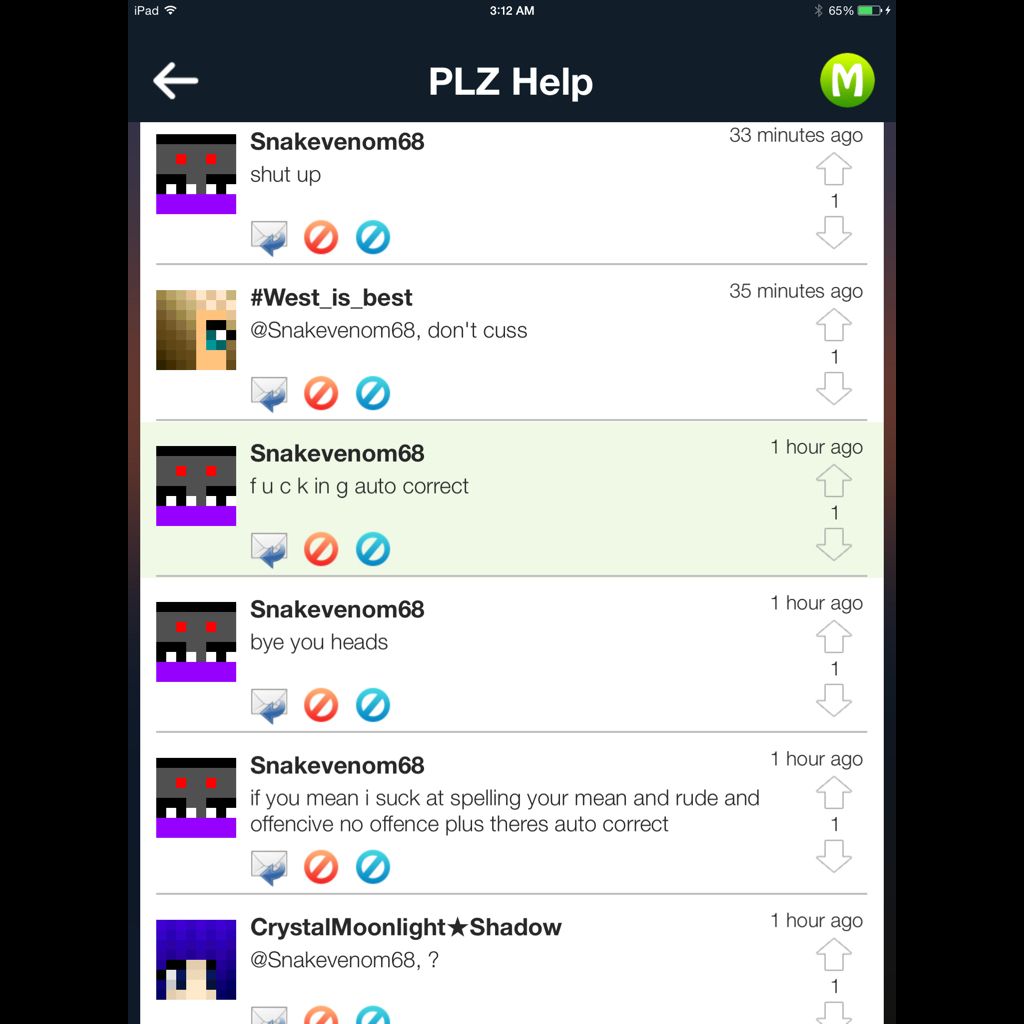 iPad 3:12 AM 65%
PLZ Help M
Snakevenom68 33 minutes ago
shut up
1
#West_is_best 35 minutes ago
@Snakevenom68, don't cuss
1
Snakevenom68 1 hour ago
f u c k in g auto correct
1
Snakevenom68 1 hour ago
bye you heads
1
Snakevenom68 1 hour ago
if you mean i suck at spelling your mean and rude and
offencive no offence plus theres auto correct
1
CrystalMoonlight★Shadow 1 hour ago
@Snakevenom68, ?
1